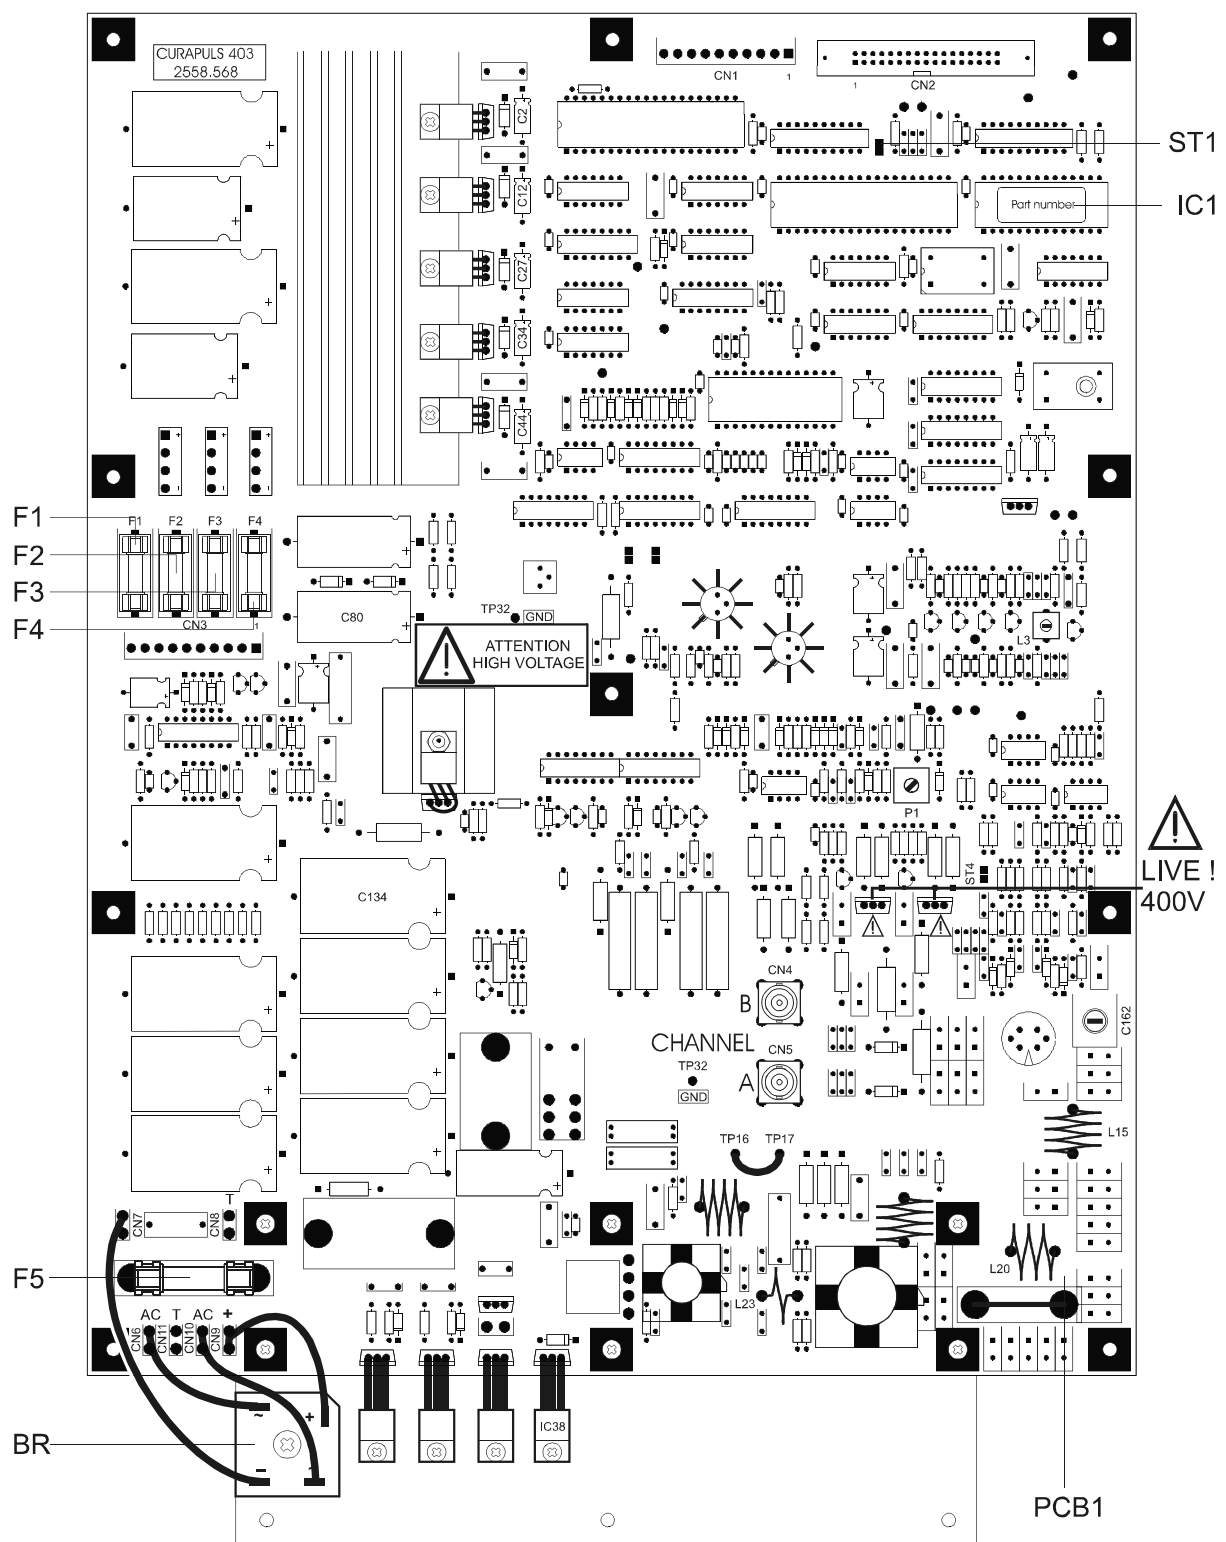 CURAPULS 403
2558.568
CN1
1
CN2
1
C2
ST1
C12
Part number
IC1
C27
C34
C44
+
+
+
+
+ + +
- - -
F1
F1 F2 F3 F4
F2
F3
F4
CN3
1
C80
+
+
TP32
GND
ATTENTION
HIGH VOLTAGE
L3
P1
LIVE !
400V
ST4
C134
+
+
+
+
CN4
B
CHANNEL
CN5
A
TP32
GND
C162
TP16 TP17
L15
T
CN7
CN8
F5
L20
L23
AC T AC +
CN6
CN11
CN10
CN9
BR
~ +
- ~
IC38
PCB1